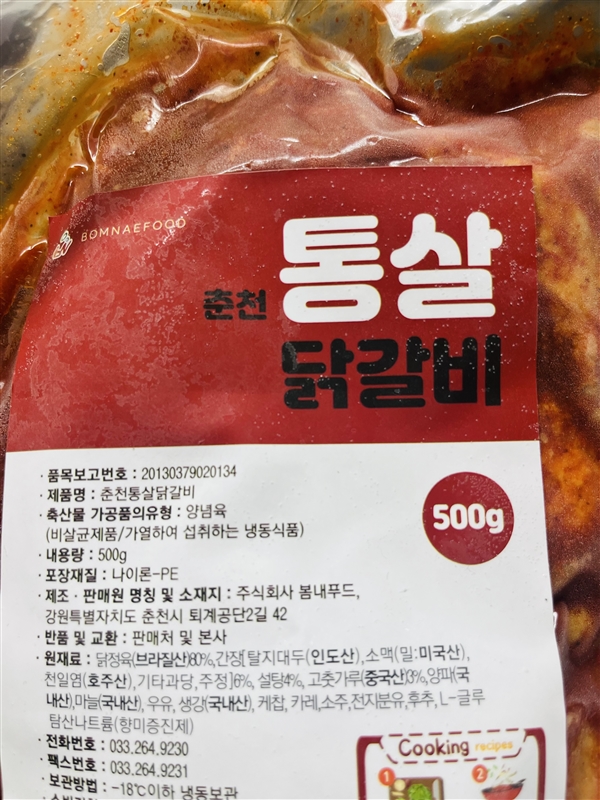 BOMNAEFOOD
춘천 통살
닭갈비
· 품목보고번호 : 20130379020134
· 제품명 : 춘천통살닭갈비
· 축산물 가공품의유형 : 양념육
(비살균제품/가열하여 섭취하는 냉동식품)
500g
· 내용량 : 500g
· 포장재질 : 나이론-PE
· 제조 · 판매원 명칭 및 소재지 : 주식회사 봄내푸드,
강원특별자치도 춘천시 퇴계공단2길 42
· 반품 및 교환 : 판매처 및 본사
· 원재료 : 닭정육(브라질산)80%,간장[탈지대두(인도산),소맥(밀:미국산),
천일염(호주산),기타과당,주정]6%, 설탕4%, 고춧가루(중국산)3%,양파(국
내산),마늘(국내산), 우유, 생강(국내산), 케찹, 카레,소주,전지분유,후추, L-글루
탐산나트륨(향미증진제)
· 전화번호 : 033.264.9230
· 팩스번호 : 033.264.9231
· 보관방법 : -18℃이하 냉동보관
Cooking recipes
1 2